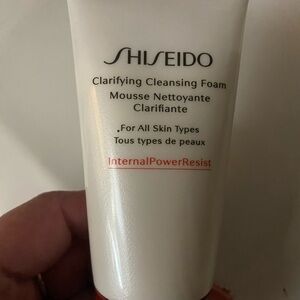 SHISEIDO
Clarifying Cleansing Foam
Mousse Nettoyante
Clarifiante
For All Skin Types
Tous types de peaux
InternalPowerResist